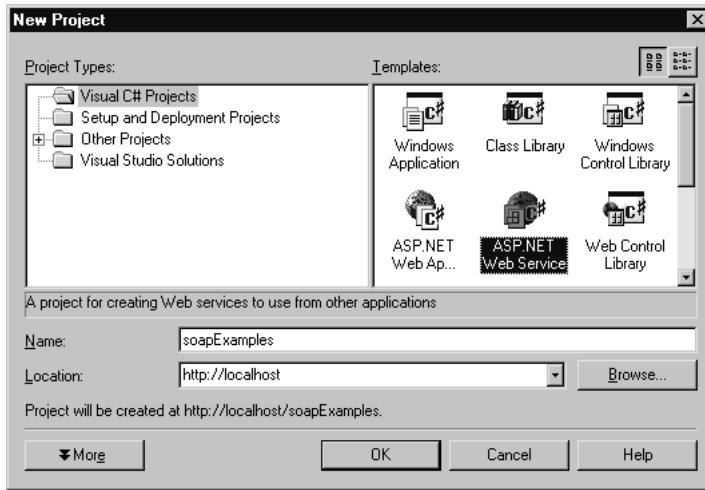 New Project
Project Types:
Templates:
Visual C# Projects
Setup and Deployment Projects
Other Projects
Visual Studio Solutions
Windows Application
Class Library
Windows Control Library
ASP.NET Web Ap...
ASP.NET Web Service
Web Control Library
A project for creating Web services to use from other applications
Name:
soapExamples
Location:
http://localhost
Browse...
Project will be created at http://localhost/soapExamples.
More
OK
Cancel
Help